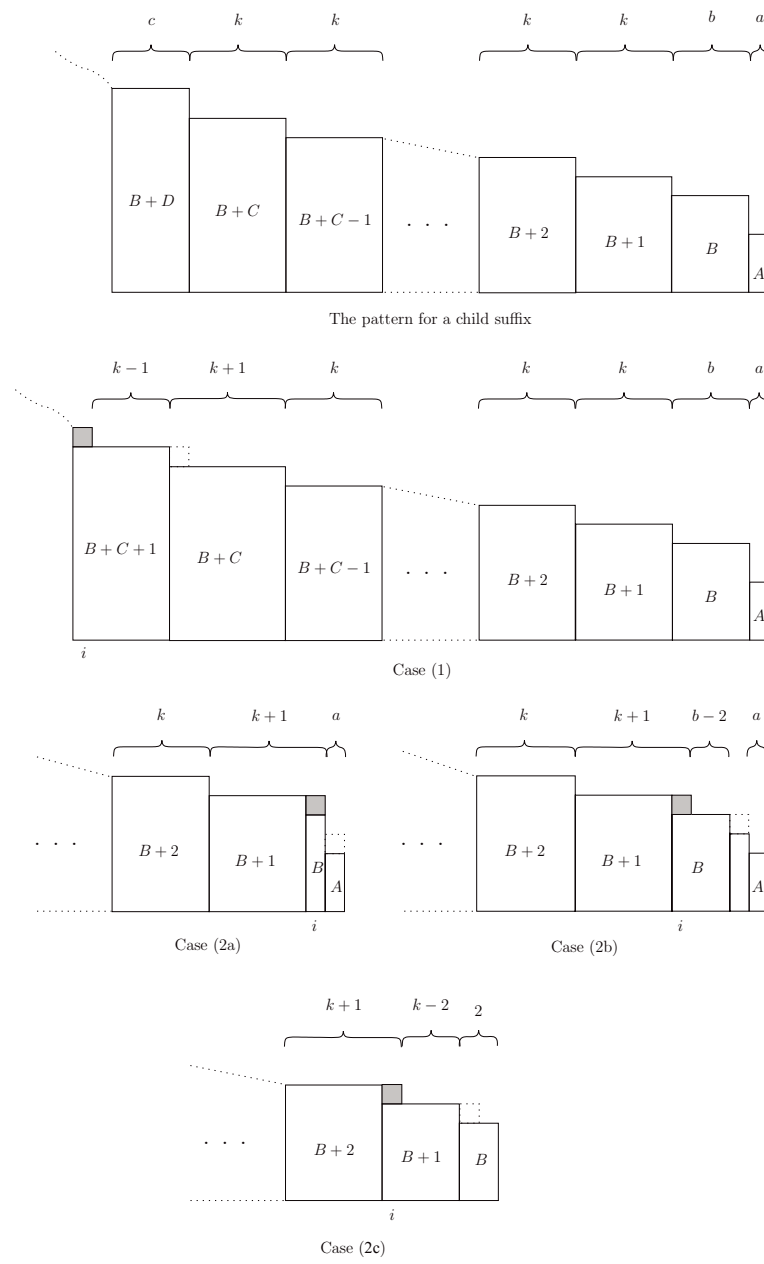 c k k k k b a
B + D B + C B + C − 1 . . . B + 2 B + 1 B A
The pattern for a child suffix
k − 1 k + 1 k k k b a
B + C + 1 B + C B + C − 1 . . . B + 2 B + 1 B A
i
Case (1)
k k + 1 a
. . . B + 2 B + 1 B A
i
Case (2a)
k k + 1 b − 2 a
. . . B + 2 B + 1 B A
i
Case (2b)
k + 1 k − 2 2
. . . B + 2 B + 1 B
i
Case (2c)